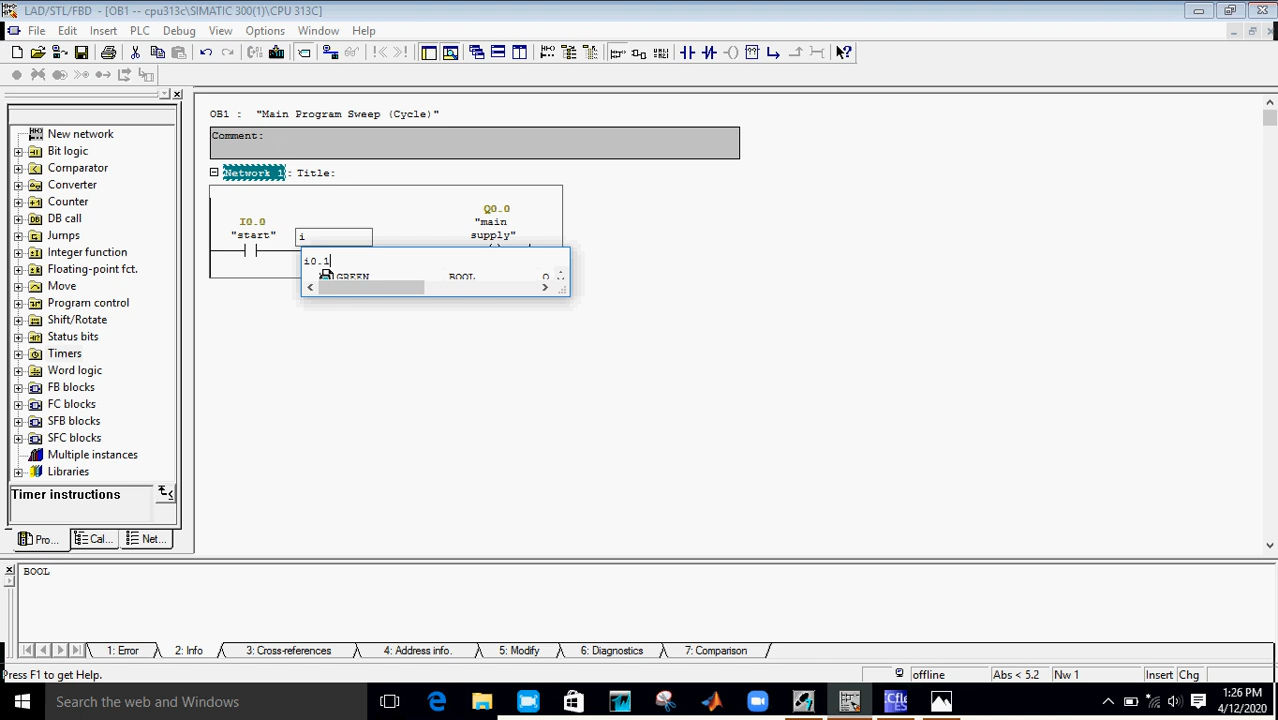 LAD/STL/FBD - [OB1 -- cpu313c\SIMATIC 300(1)\CPU 313C]
File Edit Insert PLC Debug View Options Window Help
New network
Bit logic
Comparator
Converter
Counter
DB call
Jumps
Integer function
Floating-point fct.
Move
Program control
Shift/Rotate
Status bits
Timers
Word logic
FB blocks
FC blocks
SFB blocks
SFC blocks
Multiple instances
Libraries
Timer instructions
Pro... Cal... Net...
OB1 : "Main Program Sweep (Cycle)"
Comment:
Network 1: Title:
I0.0
"start"
i
Q0.0
"main
supply"
i0.1
GREEN BOOL Q
BOOL
1: Error 2: Info 3: Cross-references 4: Address info. 5: Modify 6: Diagnostics 7: Comparison
Press F1 to get Help.
offline Abs < 5.2 Nw 1 Insert Chg
Search the web and Windows
1:26 PM
4/12/2020